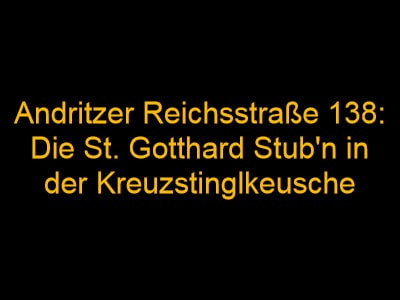 Andritzer Reichsstraße 138:
Die St. Gotthard Stub'n in
der Kreuzstinglkeusche